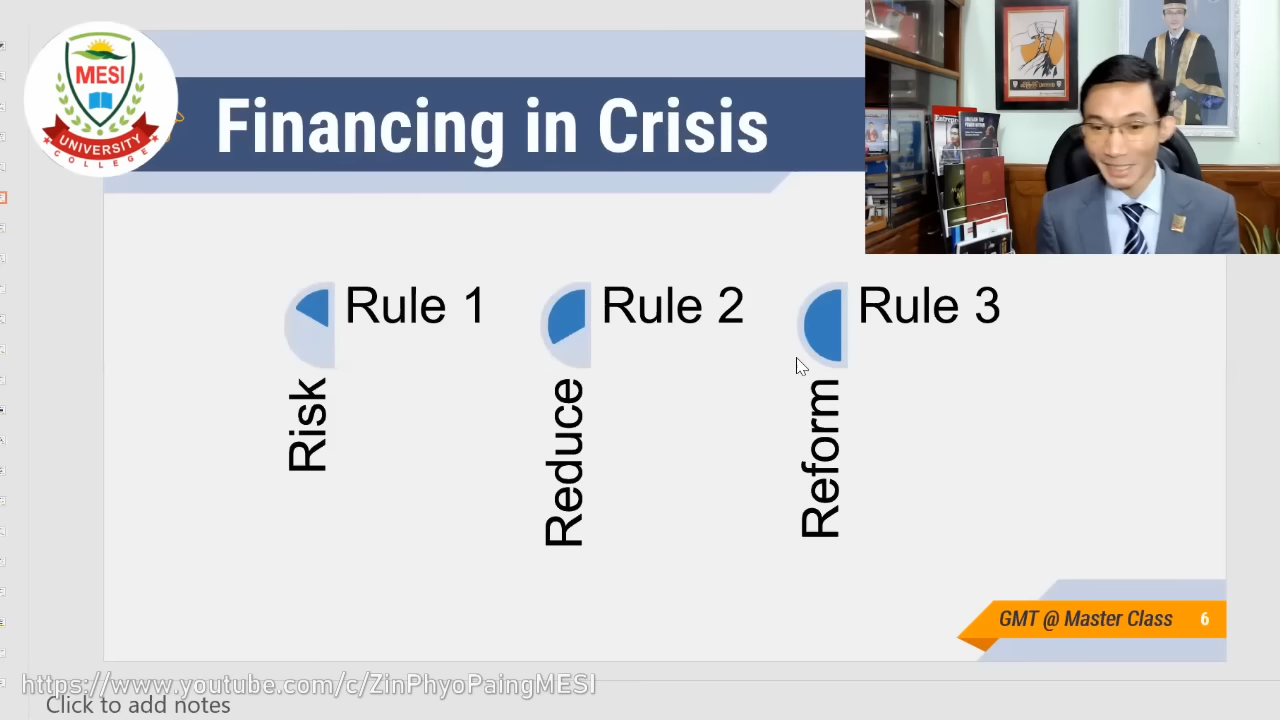 MESI
UNIVERSITY
COLLEGE
Financing in Crisis
Rule 1
Rule 2
Rule 3
Risk
Reduce
Reform
GMT @ Master Class 6
https://www.youtube.com/c/ZinPhyoPaingMESI
Click to add notes